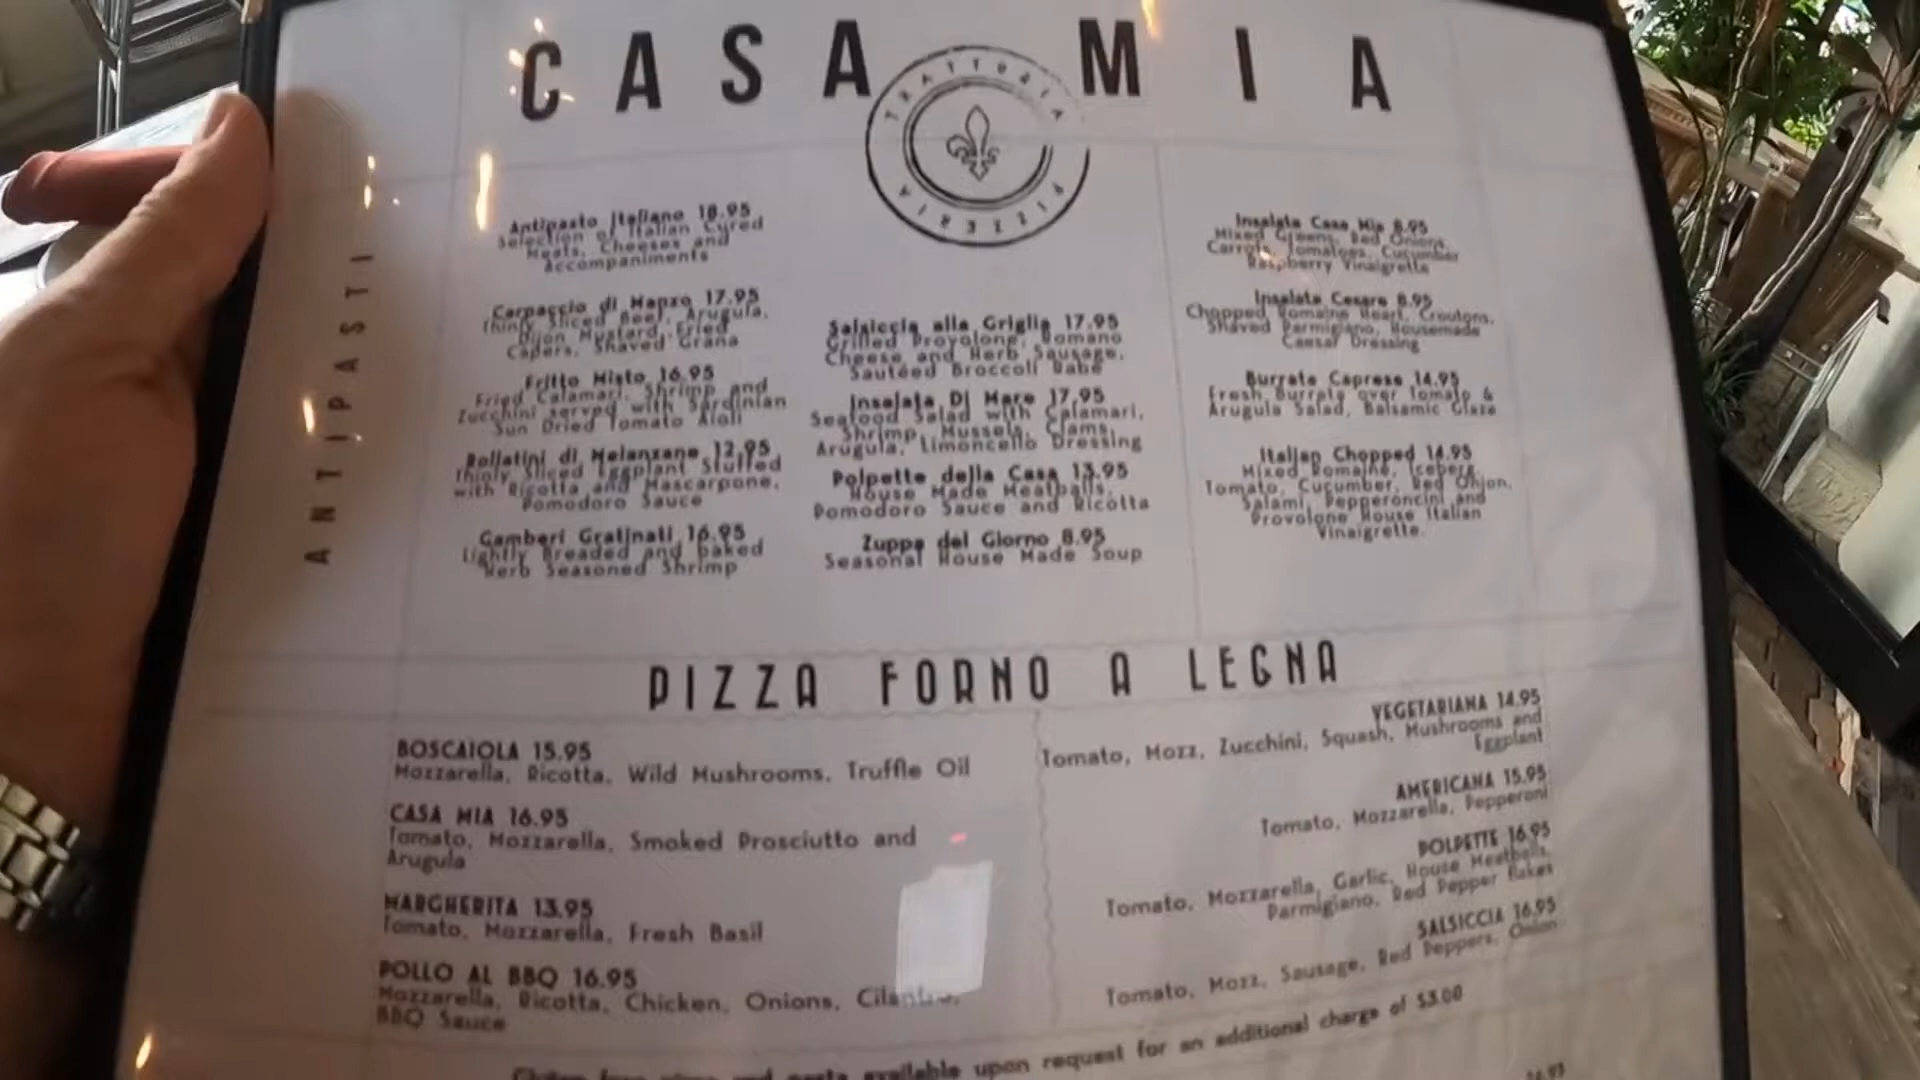 CASA MIA
TRATTORIA
PIZZERIA
ANTIPASTI
Antipasto Italiano 18.95
Selection of Italian Cured
Meats, Cheeses and
Accompaniments
Carpaccio di Manzo 17.95
Thinly Sliced Beef, Arugula,
Dijon Mustard, Fried
Capers, Shaved Grana
Fritto Misto 16.95
Fried Calamari, Shrimp and
Zucchini served with Sardinian
Sun Dried Tomato Aioli
Rollatini di Melanzane 12.95
Thinly Sliced Eggplant Stuffed
with Ricotta and Mascarpone,
Pomodoro Sauce
Gamberi Gratinati 16.95
Lightly Breaded and baked
Herb Seasoned Shrimp
Salsiccia alla Griglia 17.95
Grilled Provolone, Romano
Cheese and Herb Sausage,
Sautéed Broccoli Rabe
Insalata Di Mare 17.95
Seafood Salad with Calamari,
Shrimp, Mussels, Clams,
Arugula, Limoncello Dressing
Polpette della Casa 13.95
House Made Meatballs,
Pomodoro Sauce and Ricotta
Zuppa del Giorno 8.95
Seasonal House Made Soup
Insalata Casa Mia 8.95
Mixed Greens, Red Onions,
Carrots, Tomatoes, Cucumber
Raspberry Vinaigrette
Insalata Cesare 8.95
Chopped Romaine Heart, Croutons,
Shaved Parmigiano, Housemade
Caesar Dressing
Burrata Caprese 14.95
Fresh Burrata over Tomato &
Arugula Salad, Balsamic Glaze
Italian Chopped 14.95
Mixed Romaine, Iceberg,
Tomato, Cucumber, Red Onion,
Salami, Pepperoncini and
Provolone House Italian
Vinaigrette.
PIZZA FORNO A LEGNA
BOSCAIOLA 15.95
Mozzarella, Ricotta, Wild Mushrooms, Truffle Oil
CASA MIA 16.95
Tomato, Mozzarella, Smoked Prosciutto and
Arugula
MARGHERITA 13.95
Tomato, Mozzarella, Fresh Basil
POLLO AL BBQ 16.95
Mozzarella, Ricotta, Chicken, Onions, Cilantro,
BBQ Sauce
VEGETARIANA 14.95
Tomato, Mozz, Zucchini, Squash, Mushrooms and
Eggplant
AMERICANA 15.95
Tomato, Mozzarella, Pepperoni
POLPETTE 16.95
Tomato, Mozzarella, Garlic, House Meatballs,
Parmigiano, Red Pepper flakes
SALSICCIA 16.95
Tomato, Mozz, Sausage, Red Peppers, Onion
pasta available upon request for an additional charge of $3.00